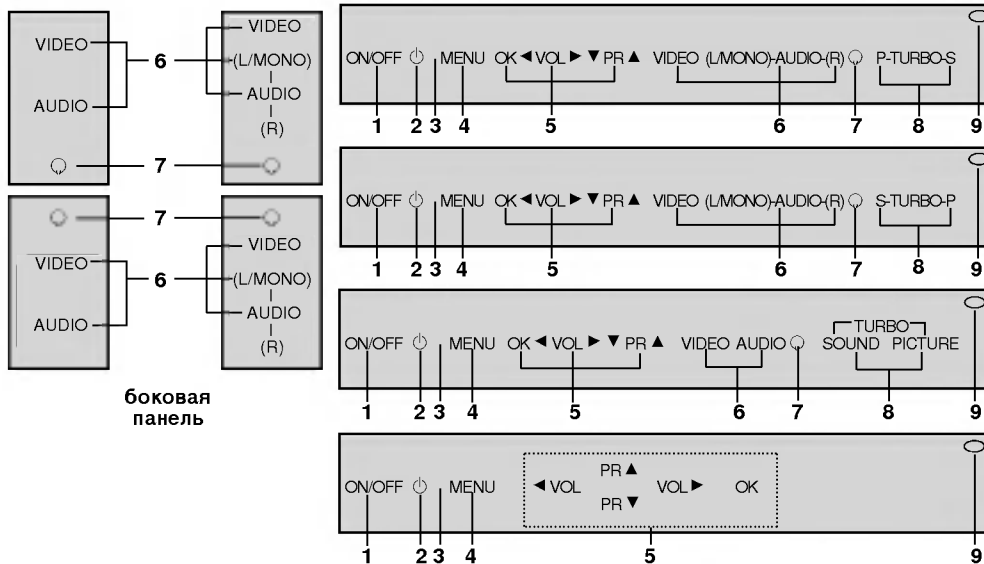 VIDEO
AUDIO
6
7
VIDEO
(L/MONO)
AUDIO
(R)
7
6
VIDEO
AUDIO
VIDEO
(L/MONO)
AUDIO
(R)
боковая
панель
ON/OFF MENU OK ◄ VOL ► ▼ PR ▲ VIDEO (L/MONO)-AUDIO-(R) P-TURBO-S
1 2 3 4 5 6 7 8 9
ON/OFF MENU OK ◄ VOL ► ▼ PR ▲ VIDEO (L/MONO)-AUDIO-(R) S-TURBO-P
1 2 3 4 5 6 7 8 9
TURBO
ON/OFF MENU OK ◄ VOL ► ▼ PR ▲ VIDEO AUDIO SOUND PICTURE
1 2 3 4 5 6 7 8 9
PR ▲
ON/OFF MENU ◄ VOL VOL ► OK
PR ▼
1 2 3 4 5 9